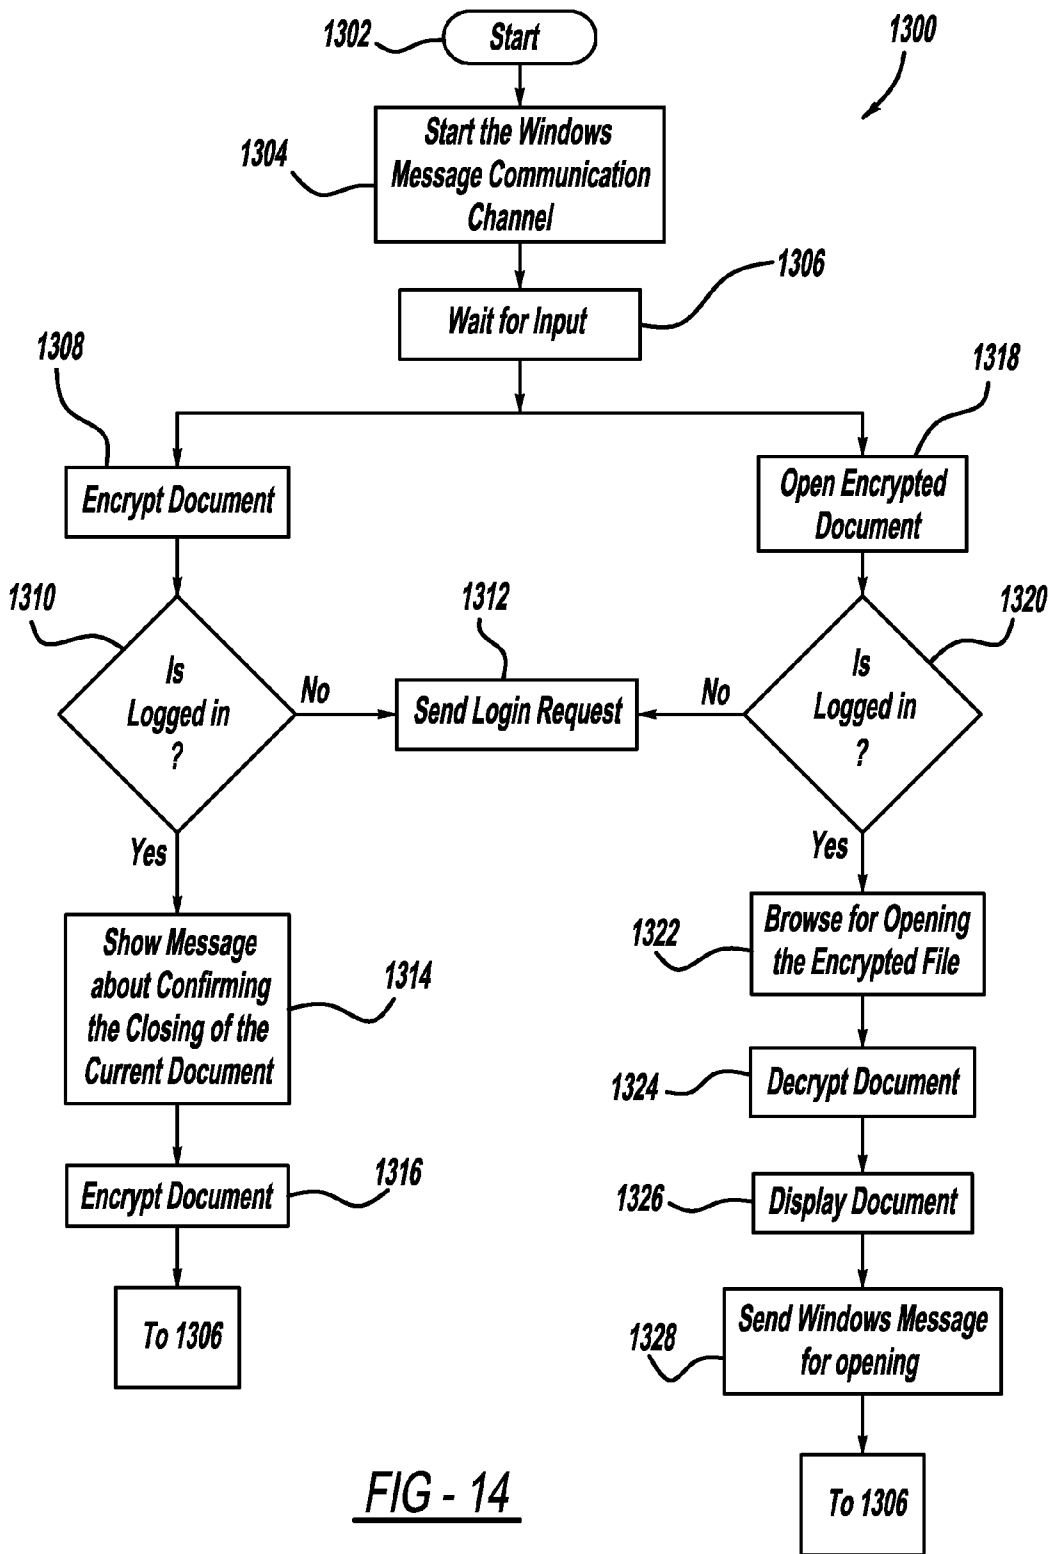 1302
Start
1300
1304
Start the Windows
Message Communication
Channel
1306
Wait for Input
1308
1318
Encrypt Document
Open Encrypted
Document
1310
Is
Logged in
?
No
1312
Send Login Request
No
1320
Is
Logged in
?
Yes
Yes
Show Message
about Confirming
the Closing of the
Current Document
1314
1322
Browse for Opening
the Encrypted File
1324
Decrypt Document
Encrypt Document
1316
1326
Display Document
To 1306
1328
Send Windows Message
for opening
To 1306
FIG - 14